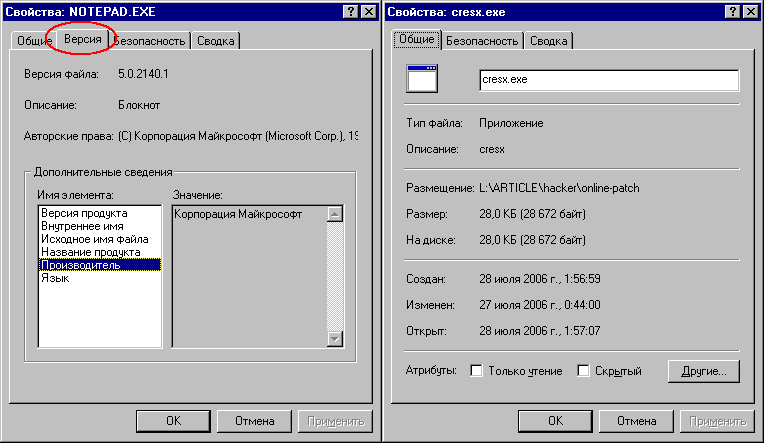 Свойства: NOTEPAD.EXE
Общие Версия Безопасность Сводка
Версия файла: 5.0.2140.1
Описание: Блокнот
Авторские права: (C) Корпорация Майкрософт (Microsoft Corp.), 19
Дополнительные сведения
Имя элемента: Значение:
Версия продукта
Внутреннее имя
Исходное имя файла
Название продукта
Производитель
Язык
Корпорация Майкрософт
OK Отмена Применить
Свойства: cresx.exe
Общие Безопасность Сводка
cresx.exe
Тип файла: Приложение
Описание: cresx
Размещение: L:\ARTICLE\hacker\online-patch
Размер: 28,0 КБ (28 672 байт)
На диске: 28,0 КБ (28 672 байт)
Создан: 28 июля 2006 г., 1:56:59
Изменен: 27 июля 2006 г., 0:44:00
Открыт: 28 июля 2006 г., 1:57:07
Атрибуты: Только чтение Скрытый Другие...
OK Отмена Применить